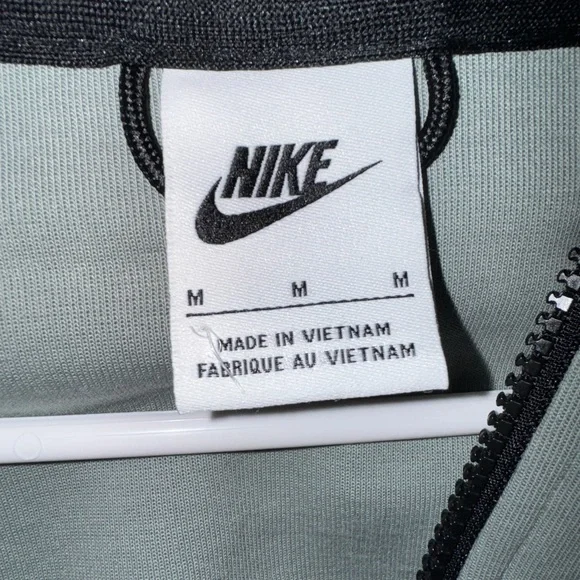 NIKE
M M M
MADE IN VIETNAM
FABRIQUE AU VIETNAM